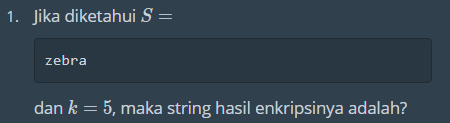 1. Jika diketahui S =
zebra
dan k = 5, maka string hasil enkripsinya adalah?